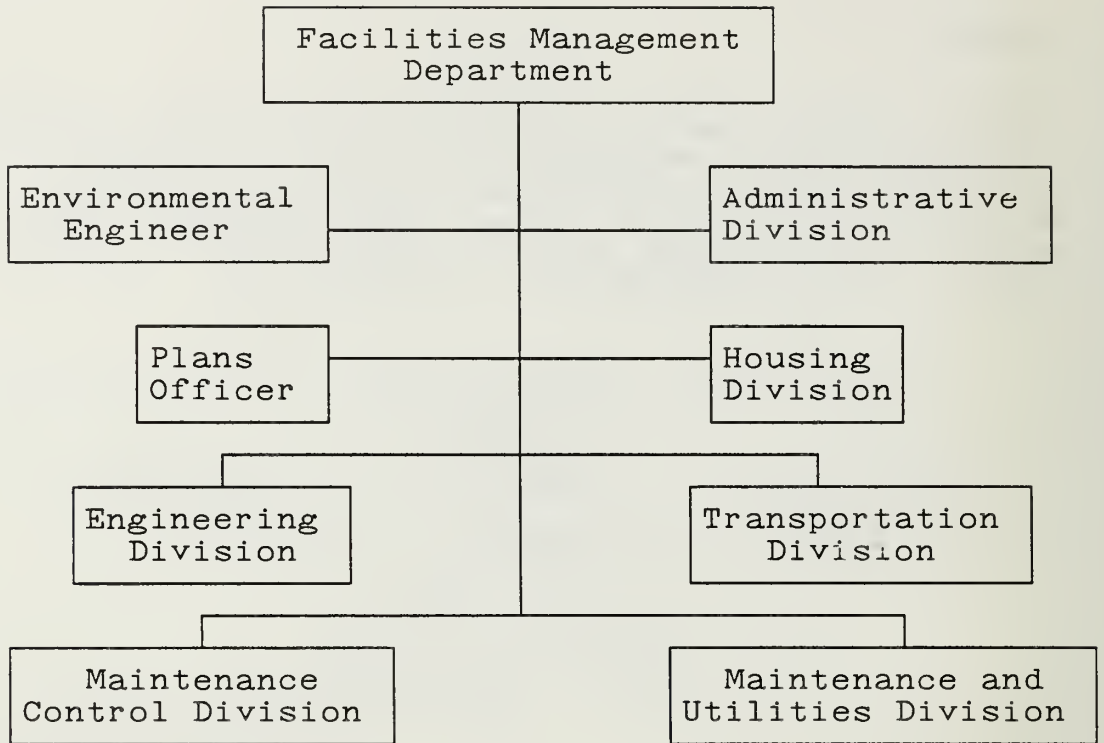 Facilities Management
Department
Environmental
Engineer
Administrative
Division
Plans
Officer
Housing
Division
Engineering
Division
Transportation
Division
Maintenance
Control Division
Maintenance and
Utilities Division